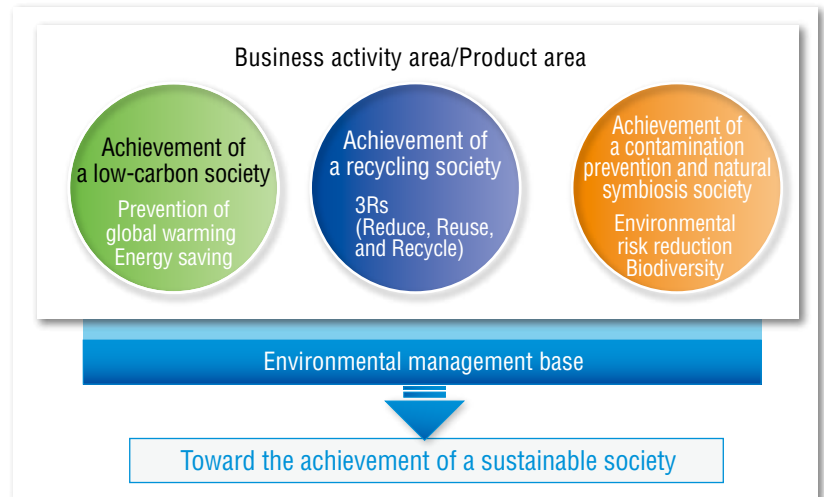 Business activity area/Product area
Achievement of
a low-carbon society
Prevention of
global warming
Energy saving
Achievement of
a recycling society
3Rs
(Reduce, Reuse,
and Recycle)
Achievement of
a contamination
prevention and natural
symbiosis society
Environmental
risk reduction
Biodiversity
Environmental management base
Toward the achievement of a sustainable society